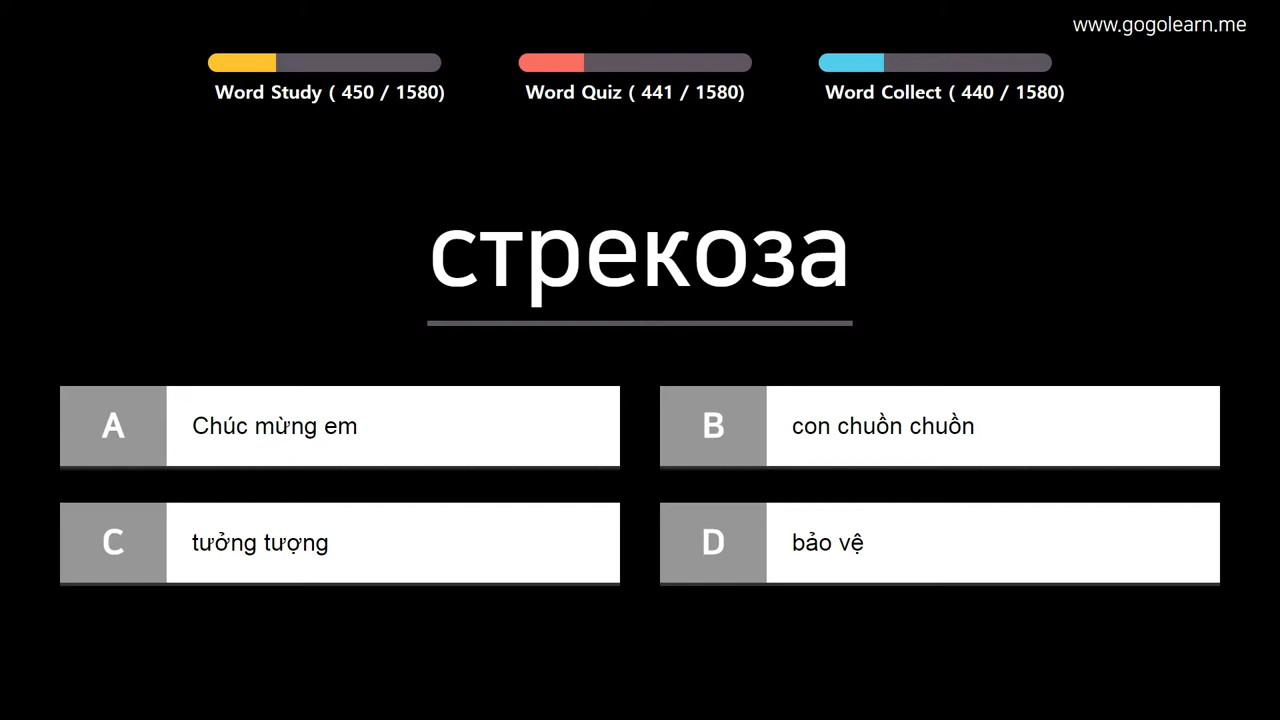 www.gogolearn.me
Word Study ( 450 / 1580)
Word Quiz ( 441 / 1580)
Word Collect ( 440 / 1580)
стрекоза
A Chúc mừng em
B con chuồn chuồn
C tưởng tượng
D bảo vệ